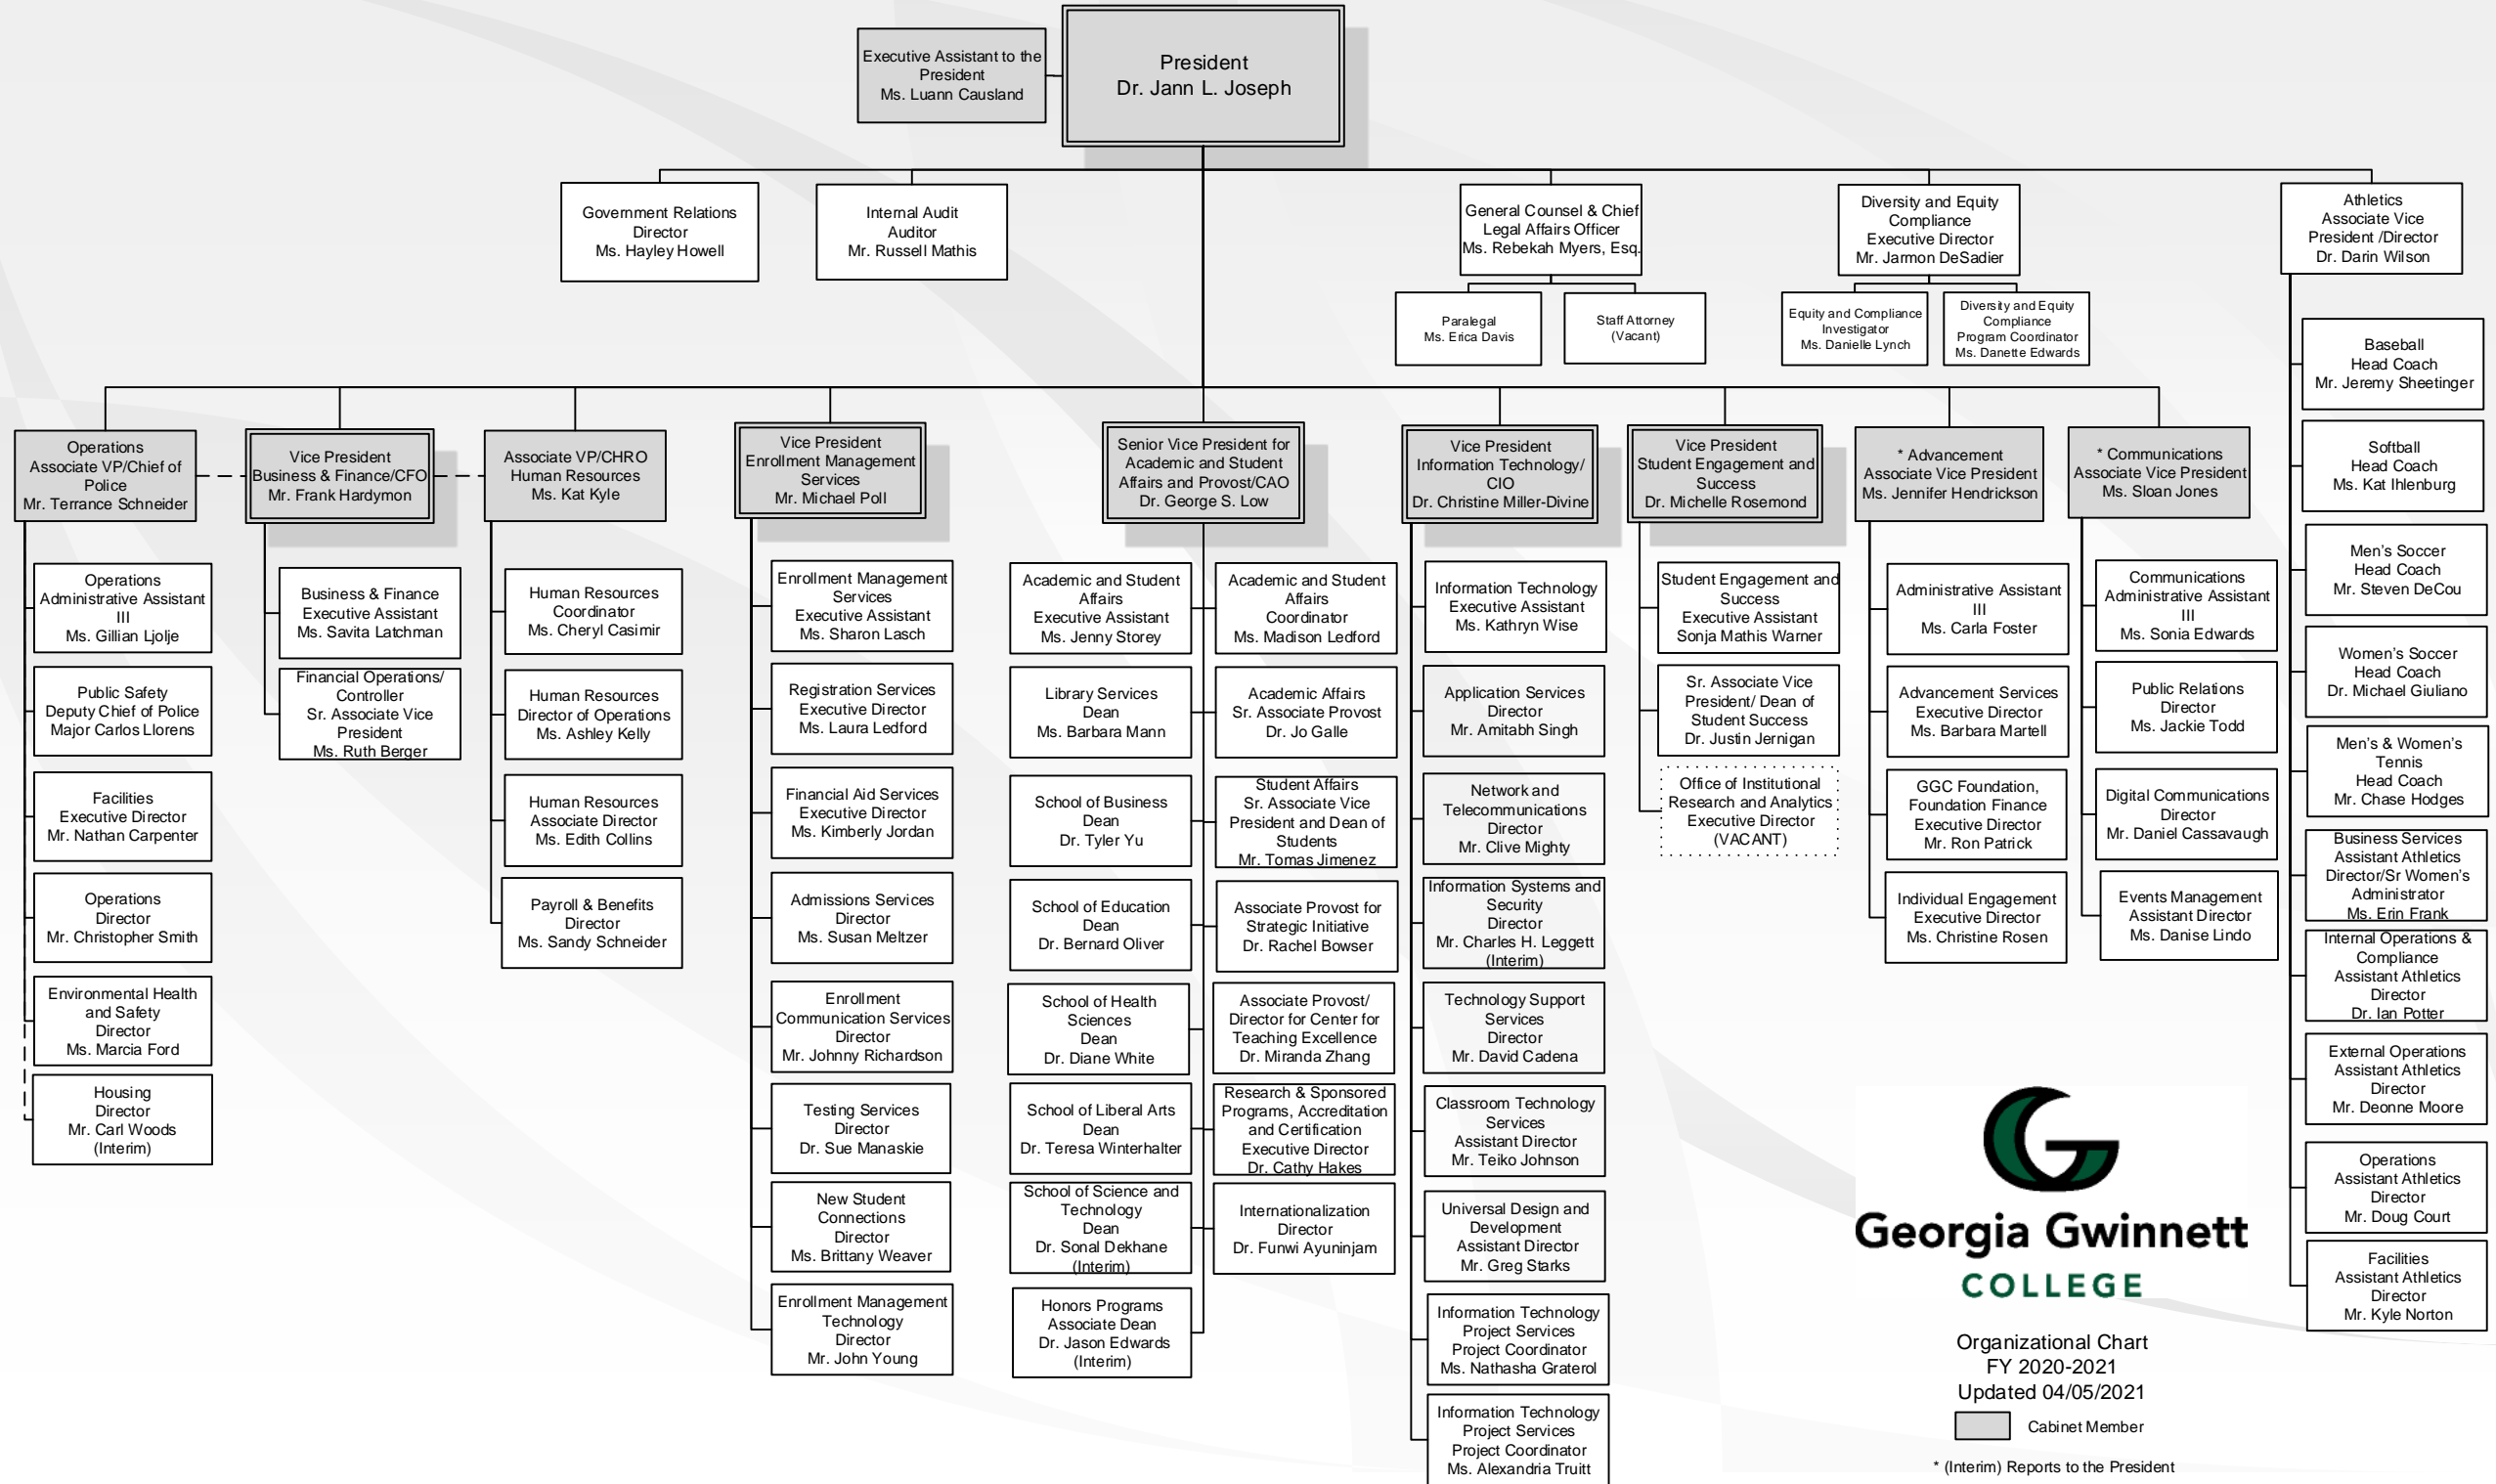 Executive Assistant to the
President
Ms. Luann Causland
President
Dr. Jann L. Joseph
Government Relations
Director
Ms. Hayley Howell
Internal Audit
Auditor
Mr. Russell Mathis
General Counsel & Chief
Legal Affairs Officer
Ms. Rebekah Myers, Esq.
Diversity and Equity
Compliance
Executive Director
Mr. Jarmon DeSadier
Athletics
Associate Vice
President /Director
Dr. Darin Wilson
Paralegal
Ms. Erica Davis
Staff Attorney
(Vacant)
Equity and Compliance
Investigator
Ms. Danielle Lynch
Diversity and Equity
Compliance
Program Coordinator
Ms. Danette Edwards
Operations
Associate VP/Chief of
Police
Mr. Terrance Schneider
Operations
Administrative Assistant
III
Ms. Gillian Ljolje
Public Safety
Deputy Chief of Police
Major Carlos Llorens
Facilities
Executive Director
Mr. Nathan Carpenter
Operations
Director
Mr. Christopher Smith
Environmental Health
and Safety
Director
Ms. Marcia Ford
Housing
Director
Mr. Carl Woods
(Interim)
Vice President
Business & Finance/CFO
Mr. Frank Hardymon
Business & Finance
Executive Assistant
Ms. Savita Latchman
Financial Operations/
Controller
Sr. Associate Vice
President
Ms. Ruth Berger
Associate VP/CHRO
Human Resources
Ms. Kat Kyle
Human Resources
Coordinator
Ms. Cheryl Casimir
Human Resources
Director of Operations
Ms. Ashley Kelly
Human Resources
Associate Director
Ms. Edith Collins
Payroll & Benefits
Director
Ms. Sandy Schneider
Vice President
Enrollment Management
Services
Mr. Michael Poll
Enrollment Management
Services
Executive Assistant
Ms. Sharon Lasch
Registration Services
Executive Director
Ms. Laura Ledford
Financial Aid Services
Executive Director
Ms. Kimberly Jordan
Admissions Services
Director
Ms. Susan Meltzer
Enrollment
Communication Services
Director
Mr. Johnny Richardson
Testing Services
Director
Dr. Sue Manaskie
New Student
Connections
Director
Ms. Brittany Weaver
Enrollment Management
Technology
Director
Mr. John Young
Senior Vice President for
Academic and Student
Affairs and Provost/CAO
Dr. George S. Low
Academic and Student
Affairs
Executive Assistant
Ms. Jenny Storey
Library Services
Dean
Ms. Barbara Mann
School of Business
Dean
Dr. Tyler Yu
School of Education
Dean
Dr. Bernard Oliver
School of Health
Sciences
Dean
Dr. Diane White
School of Liberal Arts
Dean
Dr. Teresa Winterhalter
School of Science and
Technology
Dean
Dr. Sonal Dekhane
(Interim)
Honors Programs
Associate Dean
Dr. Jason Edwards
(Interim)
Academic and Student
Affairs
Coordinator
Ms. Madison Ledford
Academic Affairs
Sr. Associate Provost
Dr. Jo Galle
Student Affairs
Sr. Associate Vice
President and Dean of
Students
Mr. Tomas Jimenez
Associate Provost for
Strategic Initiative
Dr. Rachel Bowser
Associate Provost/
Director for Center for
Teaching Excellence
Dr. Miranda Zhang
Research & Sponsored
Programs, Accreditation
and Certification
Executive Director
Dr. Cathy Hakes
Internationalization
Director
Dr. Funwi Ayuninjam
Vice President
Information Technology/
CIO
Dr. Christine Miller-Divine
Information Technology
Executive Assistant
Ms. Kathryn Wise
Application Services
Director
Mr. Amitabh Singh
Network and
Telecommunications
Director
Mr. Clive Mighty
Information Systems and
Security
Director
Mr. Charles H. Leggett
(Interim)
Technology Support
Services
Director
Mr. David Cadena
Classroom Technology
Services
Assistant Director
Mr. Teiko Johnson
Universal Design and
Development
Assistant Director
Mr. Greg Starks
Information Technology
Project Services
Project Coordinator
Ms. Nathasha Graterol
Information Technology
Project Services
Project Coordinator
Ms. Alexandria Truitt
Vice President
Student Engagement and
Success
Dr. Michelle Rosemond
Student Engagement and
Success
Executive Assistant
Sonja Mathis Warner
Sr. Associate Vice
President/ Dean of
Student Success
Dr. Justin Jernigan
Office of Institutional
Research and Analytics
Executive Director
(VACANT)
* Advancement
Associate Vice President
Ms. Jennifer Hendrickson
Administrative Assistant
III
Ms. Carla Foster
Advancement Services
Executive Director
Ms. Barbara Martell
GGC Foundation,
Foundation Finance
Executive Director
Mr. Ron Patrick
Individual Engagement
Executive Director
Ms. Christine Rosen
* Communications
Associate Vice President
Ms. Sloan Jones
Communications
Administrative Assistant
III
Ms. Sonia Edwards
Public Relations
Director
Ms. Jackie Todd
Digital Communications
Director
Mr. Daniel Cassavaugh
Events Management
Assistant Director
Ms. Danise Lindo
Baseball
Head Coach
Mr. Jeremy Sheetinger
Softball
Head Coach
Ms. Kat Ihlenburg
Men's Soccer
Head Coach
Mr. Steven DeCou
Women's Soccer
Head Coach
Dr. Michael Giuliano
Men's & Women's
Tennis
Head Coach
Mr. Chase Hodges
Business Services
Assistant Athletics
Director/Sr Women's
Administrator
Ms. Erin Frank
Internal Operations &
Compliance
Assistant Athletics
Director
Dr. Ian Potter
External Operations
Assistant Athletics
Director
Mr. Deonne Moore
Operations
Assistant Athletics
Director
Mr. Doug Court
Facilities
Assistant Athletics
Director
Mr. Kyle Norton
Georgia Gwinnett
COLLEGE
Organizational Chart
FY 2020-2021
Updated 04/05/2021
Cabinet Member
* (Interim) Reports to the President